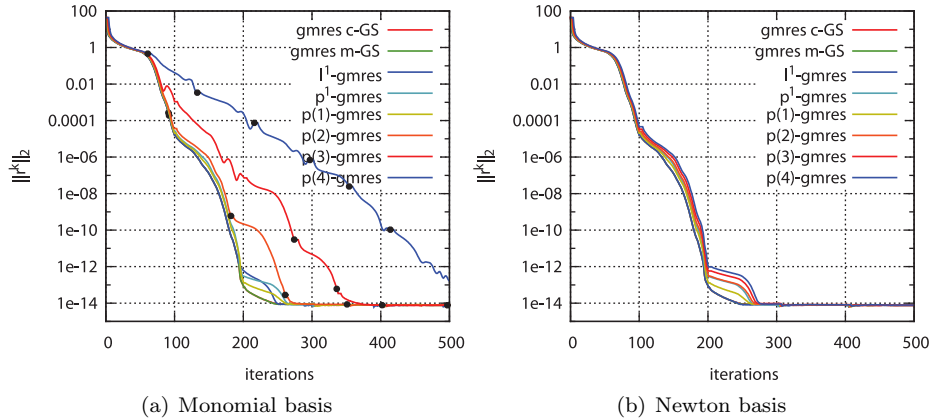 100
1
0.01
0.0001
1e-06
1e-08
1e-10
1e-12
1e-14
||r^k||_2
0 100 200 300 400 500
iterations
gmres c-GS
gmres m-GS
l^1-gmres
p^1-gmres
p(1)-gmres
p(2)-gmres
p(3)-gmres
p(4)-gmres
(a) Monomial basis
100
1
0.01
0.0001
1e-06
1e-08
1e-10
1e-12
1e-14
||r^k||_2
0 100 200 300 400 500
iterations
gmres c-GS
gmres m-GS
l^1-gmres
p^1-gmres
p(1)-gmres
p(2)-gmres
p(3)-gmres
p(4)-gmres
(b) Newton basis